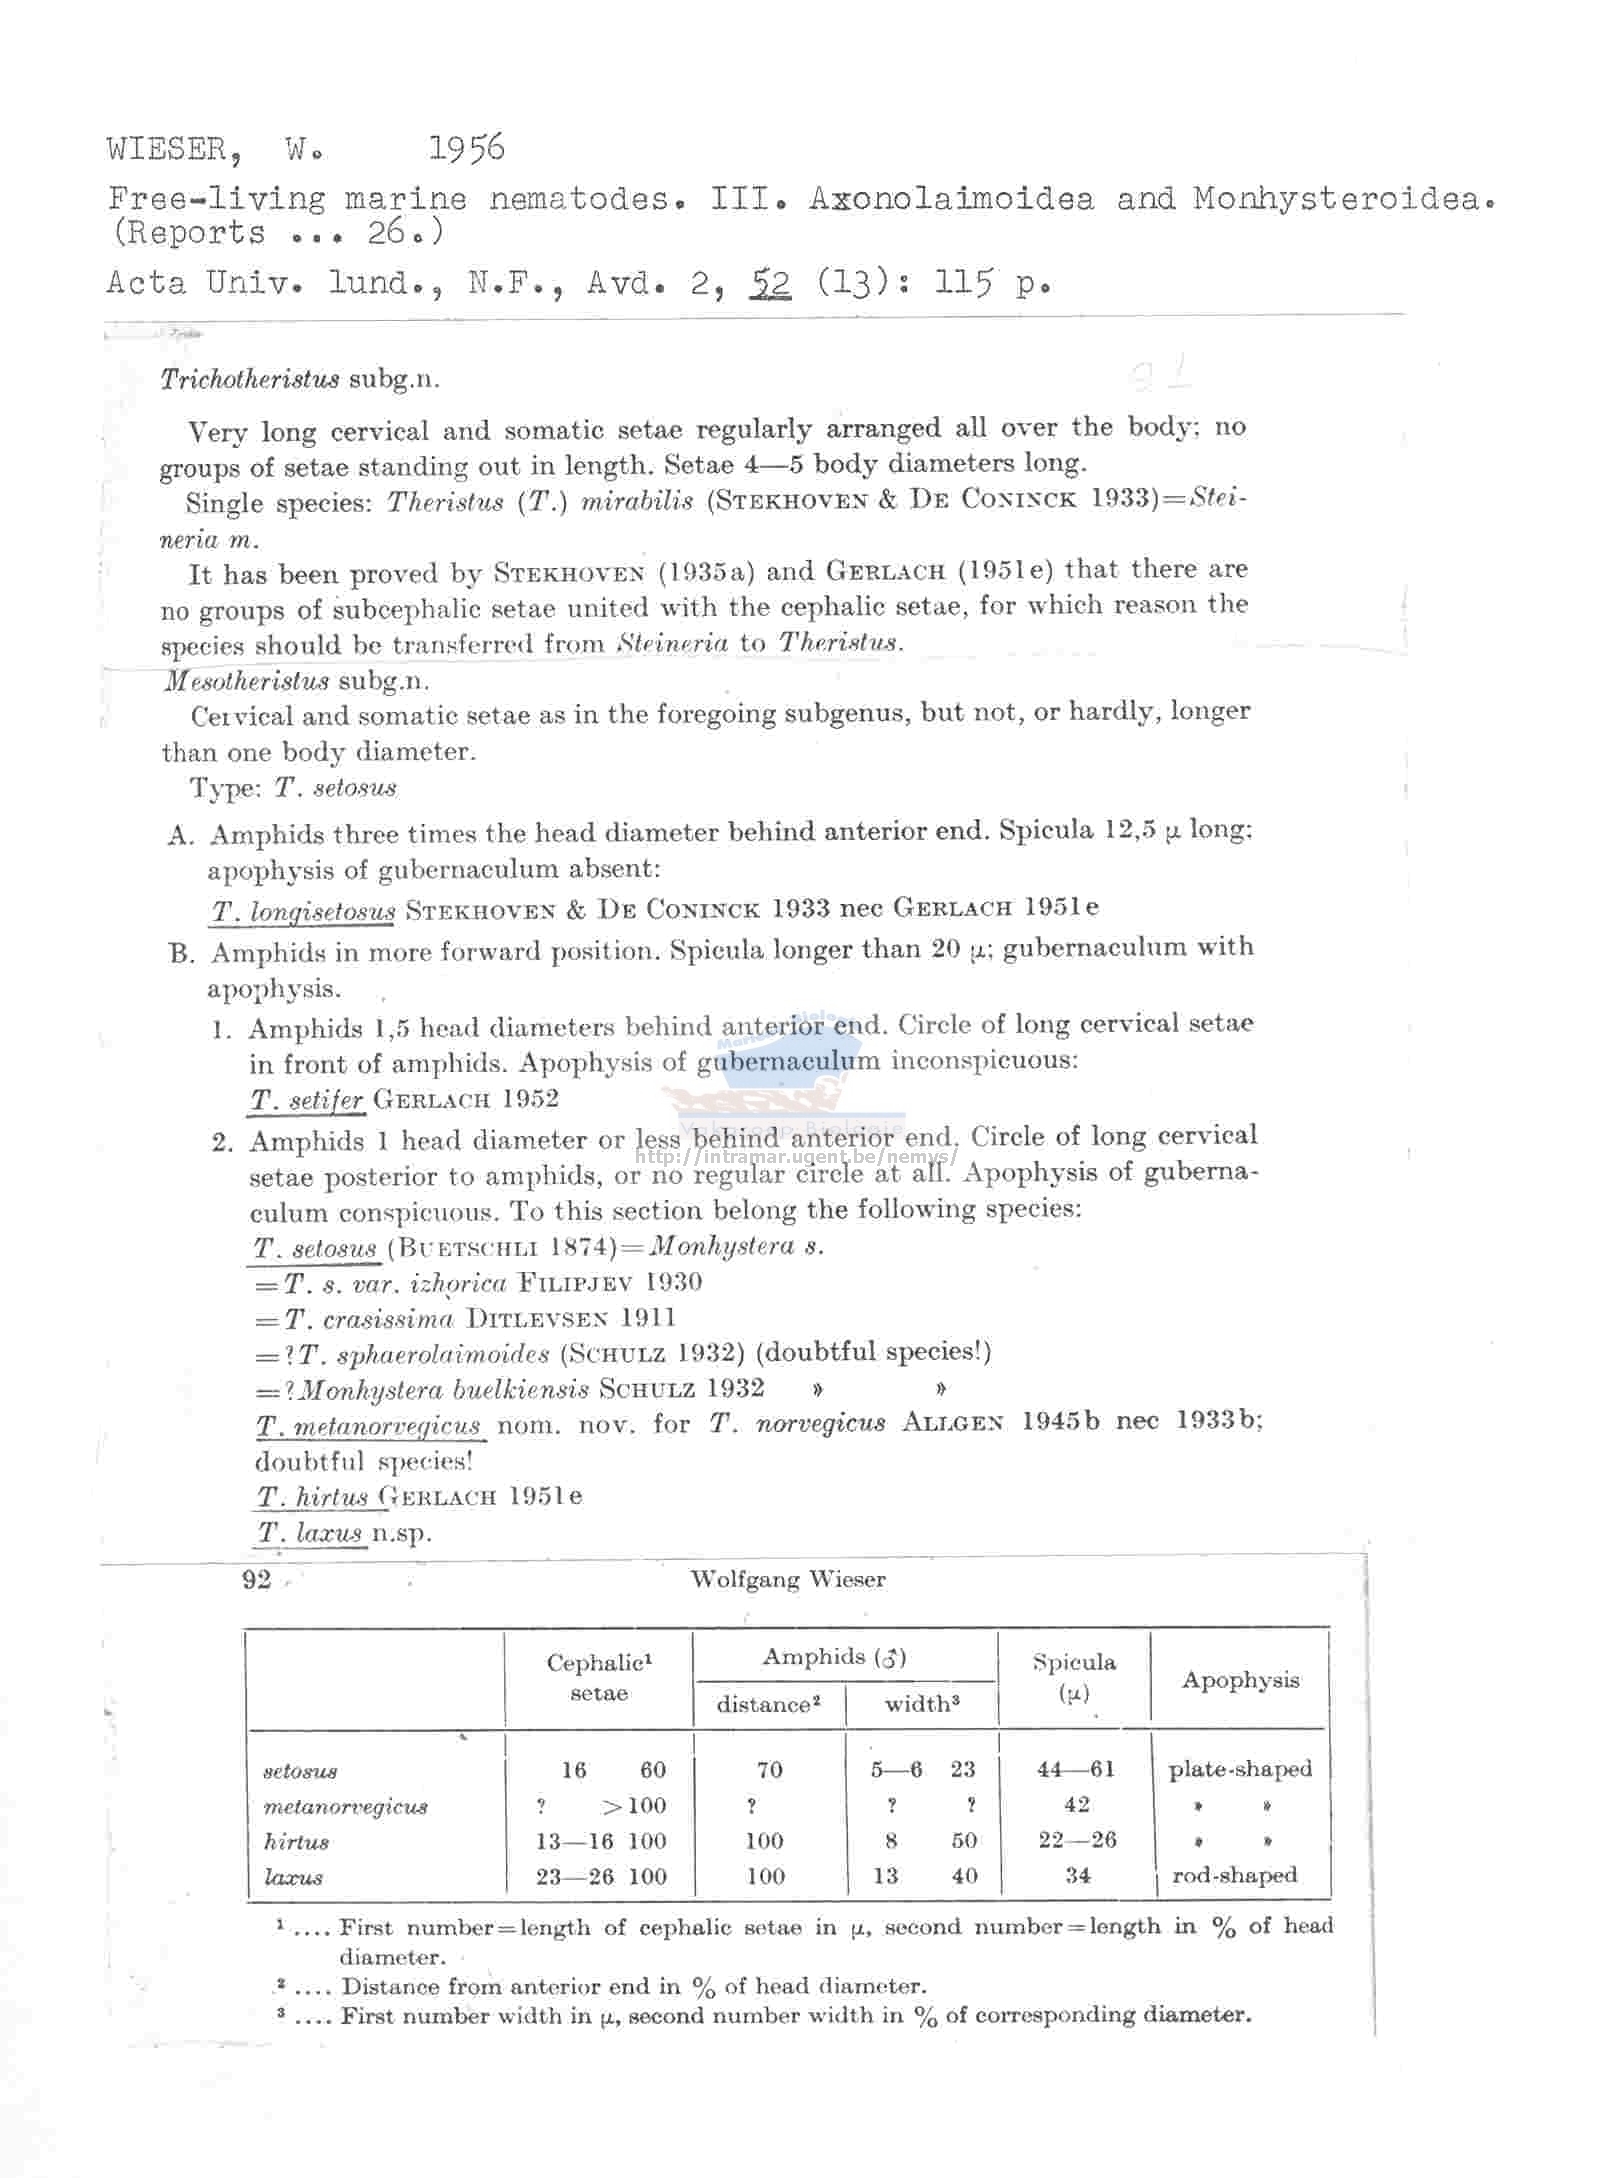 WIESER, W. 1956
Free-living marine nematodes. III. Axonolaimoidea and Monhysteroidea.
(Reports ... 26.)
Acta Univ. lund., N.F., Avd. 2, 52 (13): 115 p.
91
Trichotheristus subg.n.
Very long cervical and somatic setae regularly arranged all over the body; no
groups of setae standing out in length. Setae 4—5 body diameters long.
Single species: Theristus (T.) mirabilis (STEKHOVEN & DE CONINCK 1933)=Stei-
neria m.
It has been proved by STEKHOVEN (1935a) and GERLACH (1951e) that there are
no groups of subcephalic setae united with the cephalic setae, for which reason the
species should be transferred from Steineria to Theristus.
Mesotheristus subg.n.
Cervical and somatic setae as in the foregoing subgenus, but not, or hardly, longer
than one body diameter.
Type: T. setosus
A. Amphids three times the head diameter behind anterior end. Spicula 12,5 μ long;
apophysis of gubernaculum absent:
T. longisetosus STEKHOVEN & DE CONINCK 1933 nec GERLACH 1951e
B. Amphids in more forward position. Spicula longer than 20 μ; gubernaculum with
apophysis.
1. Amphids 1,5 head diameters behind anterior end. Circle of long cervical setae
in front of amphids. Apophysis of gubernaculum inconspicuous:
T. setifer GERLACH 1952
2. Amphids 1 head diameter or less behind anterior end. Circle of long cervical
setae posterior to amphids, or no regular circle at all. Apophysis of guberna-
culum conspicuous. To this section belong the following species:
T. setosus (BUETSCHLI 1874)=Monhystera s.
=T. s. var. izhorica FILIPJEV 1930
=T. crasissima DITLEVSEN 1911
=?T. sphaerolaimoides (SCHULZ 1932) (doubtful species!)
=?Monhystera buelkiensis SCHULZ 1932 » »
T. metanorvegicus nom. nov. for T. norvegicus ALLGEN 1945b nec 1933b;
doubtful species!
T. hirtus GERLACH 1951e
T. laxus n.sp.
Marine Biology
Vakgroep Biologie
http://intramar.ugent.be/nemys/
92 Wolfgang Wieser
Cephalic¹ setae Amphids (♂) Spicula (μ) Apophysis
distance² width³
setosus 16 60 70 5—6 23 44—61 plate-shaped
metanorvegicus ? >100 ? ? ? 42 » »
hirtus 13—16 100 100 8 50 22—26 » »
laxus 23—26 100 100 13 40 34 rod-shaped
¹ .... First number=length of cephalic setae in μ, second number=length in % of head
diameter.
² .... Distance from anterior end in % of head diameter.
³ .... First number width in μ, second number width in % of corresponding diameter.